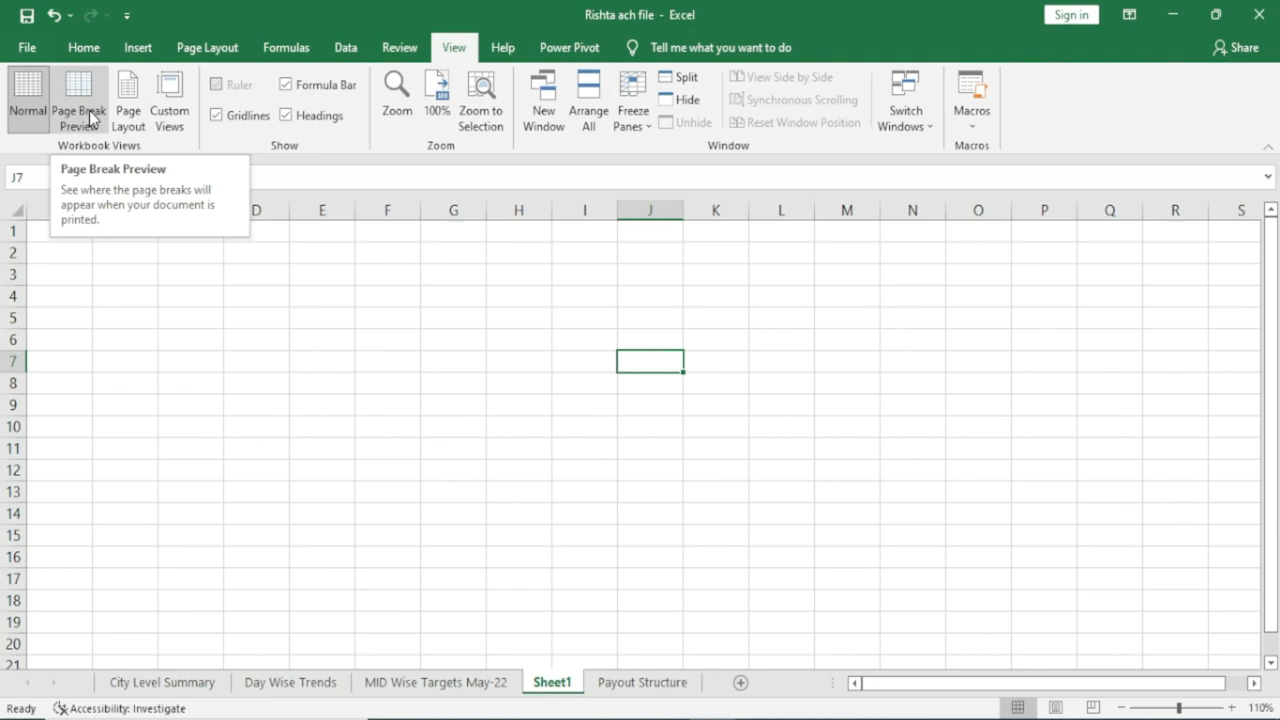 Rishta ach file - Excel
Sign in
File Home Insert Page Layout Formulas Data Review View Help Power Pivot Tell me what you want to do Share
Normal Page Break Preview Page Layout Custom Views
Workbook Views
Ruler Formula Bar
Gridlines Headings
Show
Zoom 100% Zoom to Selection
Zoom
New Window Arrange All Freeze Panes
Split
Hide
Unhide
View Side by Side
Synchronous Scrolling
Reset Window Position
Switch Windows
Window
Macros
Macros
J7
Page Break Preview
See where the page breaks will
appear when your document is
printed.
D E F G H I J K L M N O P Q R S
1
2
3
4
5
6
7
8
9
10
11
12
13
14
15
16
17
18
19
20
21
City Level Summary Day Wise Trends MID Wise Targets May-22 Sheet1 Payout Structure
Ready Accessibility: Investigate 110%